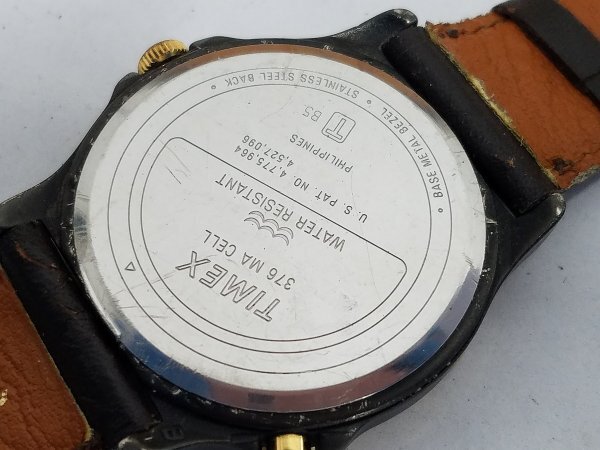 TIMEX
376 MA CELL
WATER RESISTANT
U.S. PAT. NO. 4,775,964
4,527,096
PHILIPPINES
T B5
• BASE METAL BEZEL • STAINLESS STEEL BACK •